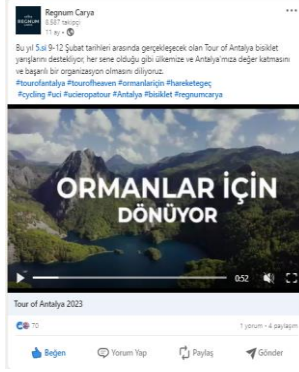 REGNUM
Regnum Carya
8.587 takipçi
11 ay •
Bu yıl 5.si 9-12 Şubat tarihleri arasında gerçekleşecek olan Tour of Antalya bisiklet
yarışlarını destekliyor, her sene olduğu gibi ülkemize ve Antalya'mıza değer katmasını
ve başarılı bir organizasyon olmasını diliyoruz.
#tourofantalya #tourofheaven #ormanlariçin #hareketegeç
#cycling #uci #ucieropatour #Antalya #bisiklet #regnumcarya
ORMANLAR İÇİN
DÖNÜYOR
0:52
Tour of Antalya 2023
70
1 yorum • 4 paylaşım
Beğen
Yorum Yap
Paylaş
Gönder